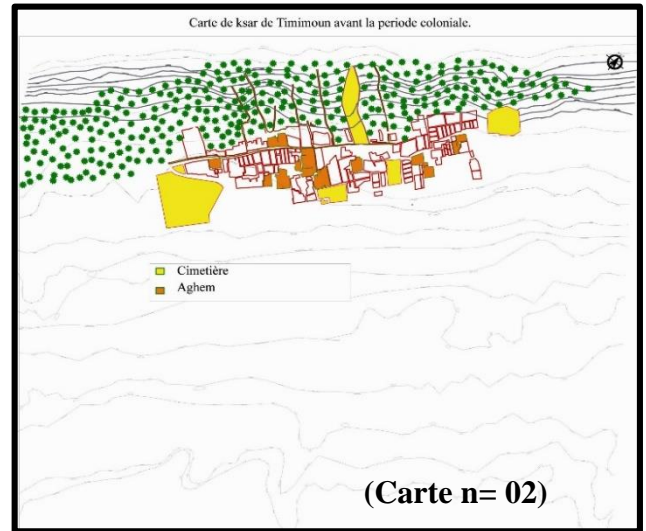 Carte de ksar de Timimoun avant la periode coloniale.
Cimetière
Aghem
(Carte n= 02)